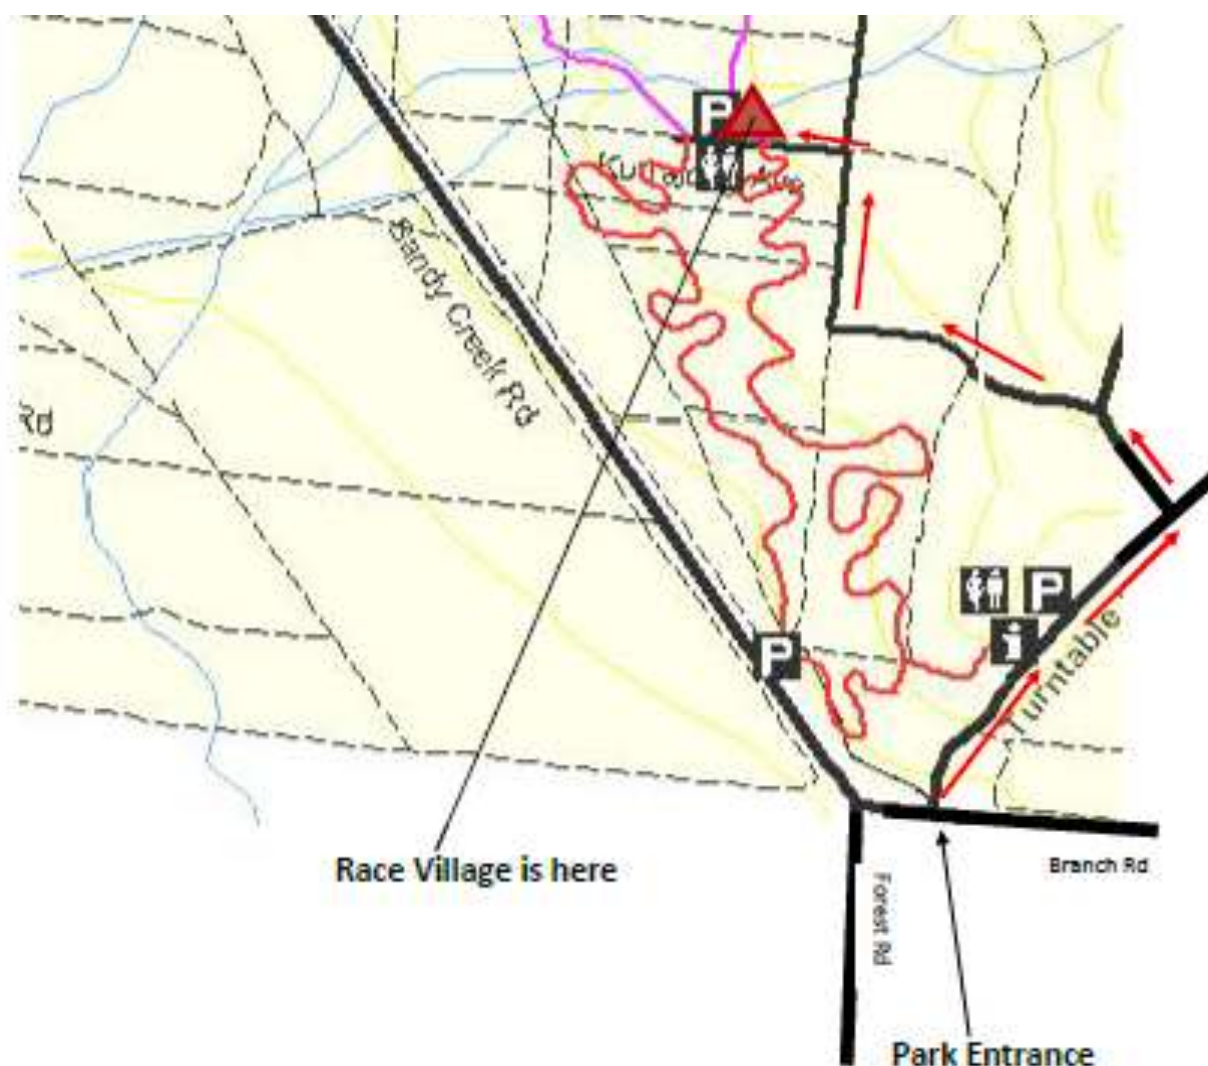 P
Sandy Creek Rd
Rd
P
P
Turntable
Race Village is here
Branch Rd
Forest Rd
Park Entrance